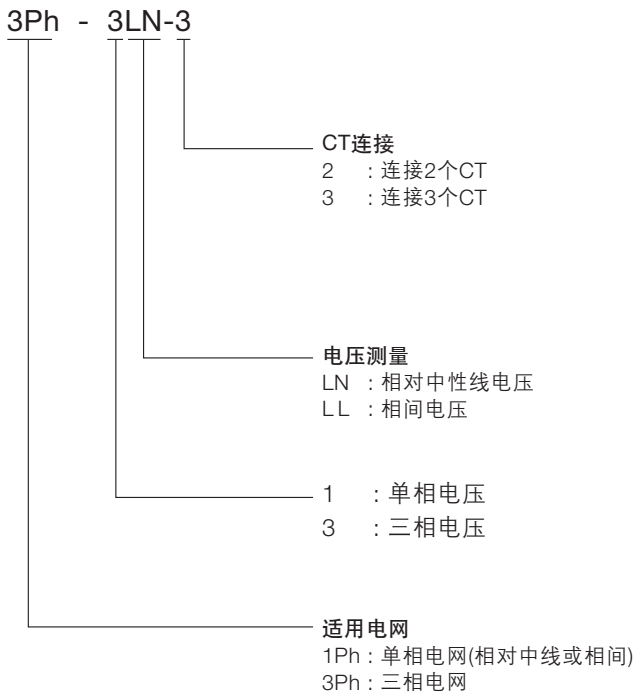 3Ph - 3LN-3
CT连接
2 : 连接2个CT
3 : 连接3个CT
电压测量
LN : 相对中性线电压
LL : 相间电压
1 : 单相电压
3 : 三相电压
适用电网
1Ph : 单相电网(相对中线或相间)
3Ph : 三相电网